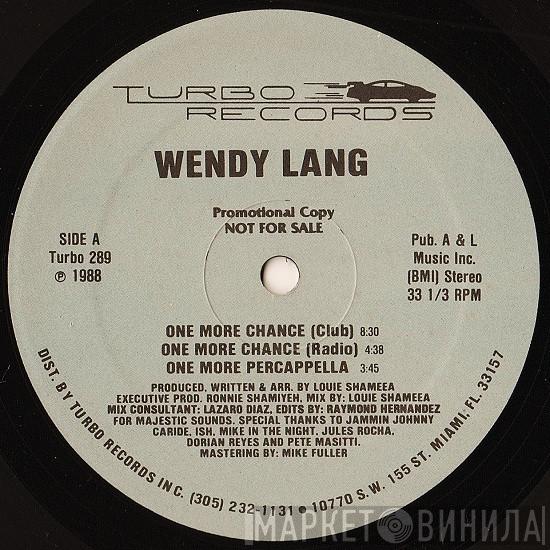 TURBO
RECORDS
WENDY LANG
Promotional Copy
NOT FOR SALE
SIDE A
Turbo 289
℗ 1988
Pub. A & L
Music Inc.
(BMI) Stereo
33 1/3 RPM
ONE MORE CHANCE (Club) 8:30
ONE MORE CHANCE (Radio) 4:38
ONE MORE PERCAPPELLA 3:45
PRODUCED, WRITTEN & ARR. BY LOUIE SHAMEEA
EXECUTIVE PROD. RONNIE SHAMIYEH, MIX BY: LOUIE SHAMEEA
MIX CONSULTANT: LAZARO DIAZ, EDITS BY: RAYMOND HERNANDEZ
FOR MAJESTIC SOUNDS. SPECIAL THANKS TO JAMMIN JOHNNY
CARIDE, ISH, MIKE IN THE NIGHT, JULES ROCHA,
DORIAN REYES AND PETE MASITTI.
MASTERING BY: MIKE FULLER
DIST. BY TURBO RECORDS INC. (305) 232-1131 • 10770 S.W. 155 ST. MIAMI, FL. 33157
МАРКЕТ ВИНИЛА